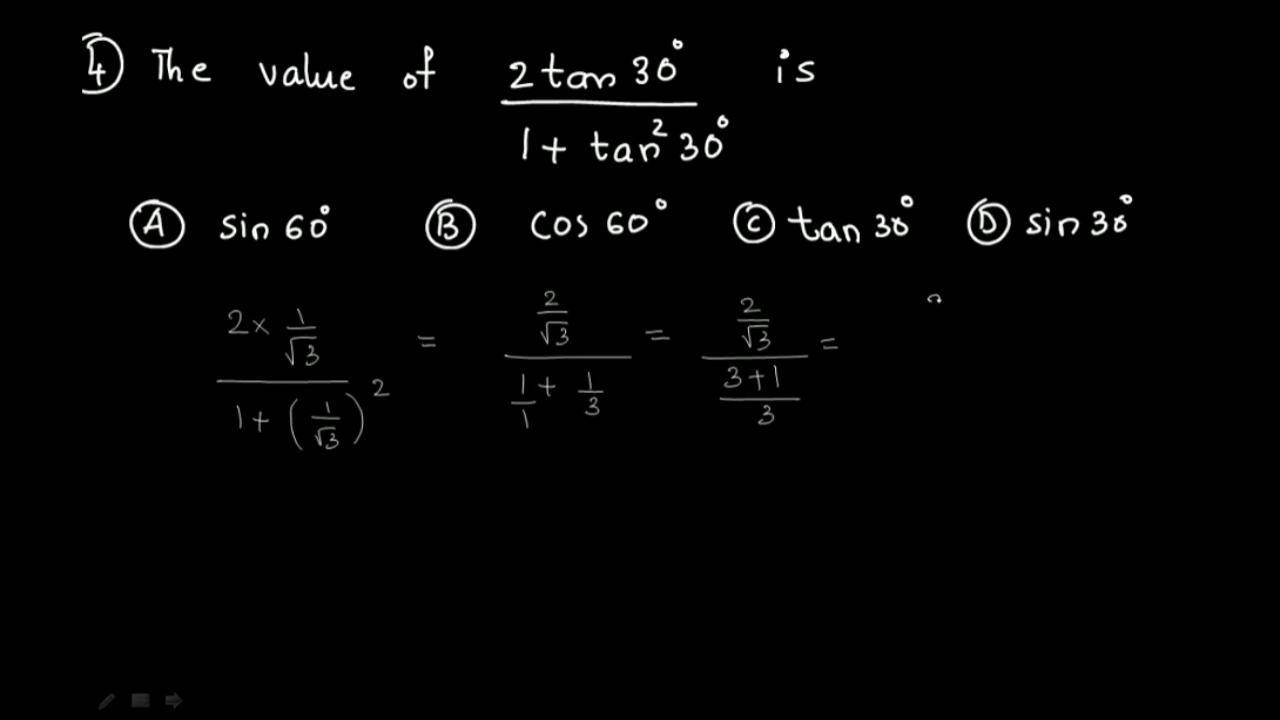 4) The value of 2 tan 30° / 1 + tan² 30° is
(A) sin 60° (B) cos 60° (C) tan 30° (D) sin 30°
2 × 1/√3 / 1 + (1/√3)² = 2/√3 / 1/1 + 1/3 = 2/√3 / 3+1/3 =